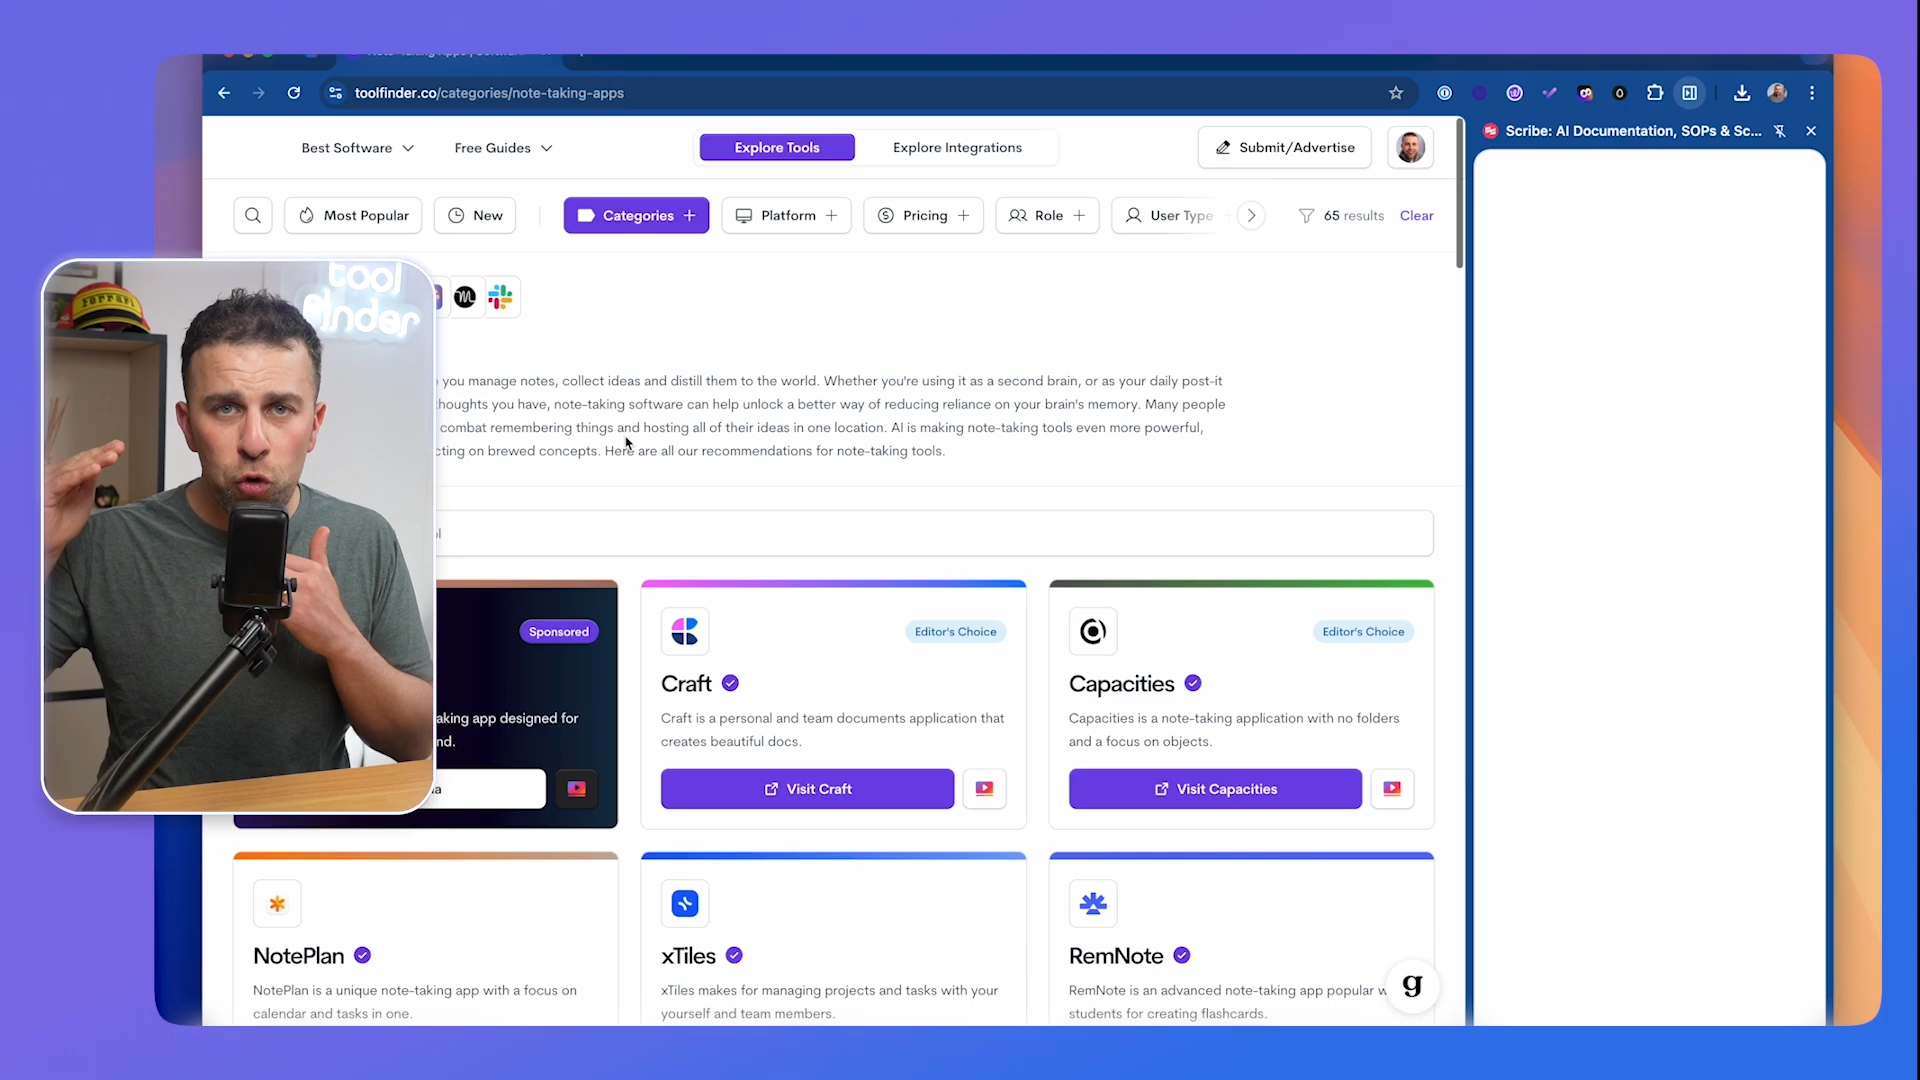 toolfinder.co/categories/note-taking-apps
Scribe: AI Documentation, SOPs & Sc...
Best Software
Free Guides
Explore Tools
Explore Integrations
Submit/Advertise
Most Popular
New
Categories
Platform
Pricing
Role
User Type
65 results
Clear
tool
finder
Ferrari
you manage notes, collect ideas and distill them to the world. Whether you're using it as a second brain, or as your daily post-it
thoughts you have, note-taking software can help unlock a better way of reducing reliance on your brain's memory. Many people
combat remembering things and hosting all of their ideas in one location. AI is making note-taking tools even more powerful,
cting on brewed concepts. Here are all our recommendations for note-taking tools.
Sponsored
aking app designed for
nd.
Craft
Editor's Choice
Craft is a personal and team documents application that
creates beautiful docs.
Visit Craft
Capacities
Editor's Choice
Capacities is a note-taking application with no folders
and a focus on objects.
Visit Capacities
NotePlan
NotePlan is a unique note-taking app with a focus on
calendar and tasks in one.
xTiles
xTiles makes for managing projects and tasks with your
yourself and team members.
RemNote
RemNote is an advanced note-taking app popular w
students for creating flashcards.
g